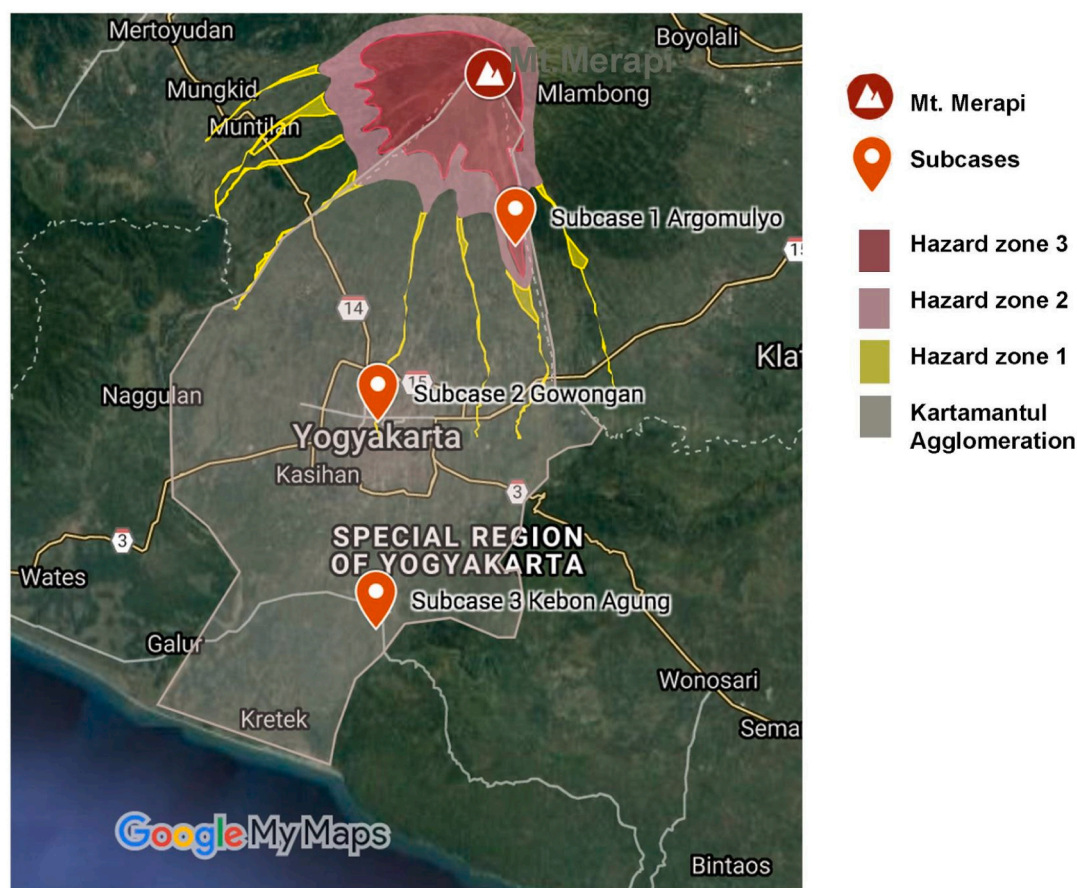 Mertoyudan
Boyolali
Mt Merapi
Mungkid
Mlambong
Muntilan
Subcase 1 Argomulyo
15
14
Klat
Naggulan
15
Subcase 2 Gowongan
Yogyakarta
Kasihan
3
SPECIAL REGION
OF YOGYAKARTA
3
Wates
Subcase 3 Kebon Agung
Galur
Wonosari
Kretek
Sema
Google My Maps
Bintaos
Mt. Merapi
Subcases
Hazard zone 3
Hazard zone 2
Hazard zone 1
Kartamantul
Agglomeration